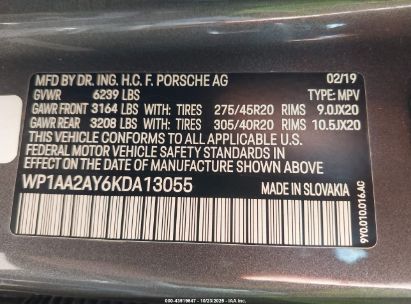 MFD BY DR. ING. H.C. F. PORSCHE AG 02/19
GVWR 6239 LBS TYPE: MPV
GAWR FRONT 3164 LBS WITH: TIRES 275/45R20 RIMS 9.0JX20
GAWR REAR 3208 LBS WITH: TIRES 305/40R20 RIMS 10.5JX20
THIS VEHICLE CONFORMS TO ALL APPLICABLE U.S.
FEDERAL MOTOR VEHICLE SAFETY STANDARDS IN
EFFECT ON THE DATE OF MANUFACTURE SHOWN ABOVE
WP1AA2AY6KDA13055 MADE IN SLOVAKIA
9Y0.010.016.AC